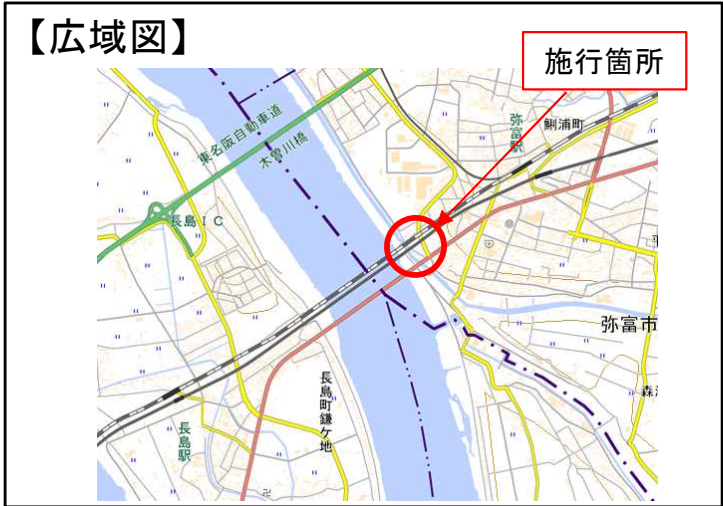 【広域図】
施行箇所
東名阪自動車道
木曽川橋
弥富駅
鯏浦町
長島IC
弥富市
長島町鎌ケ地
長島駅